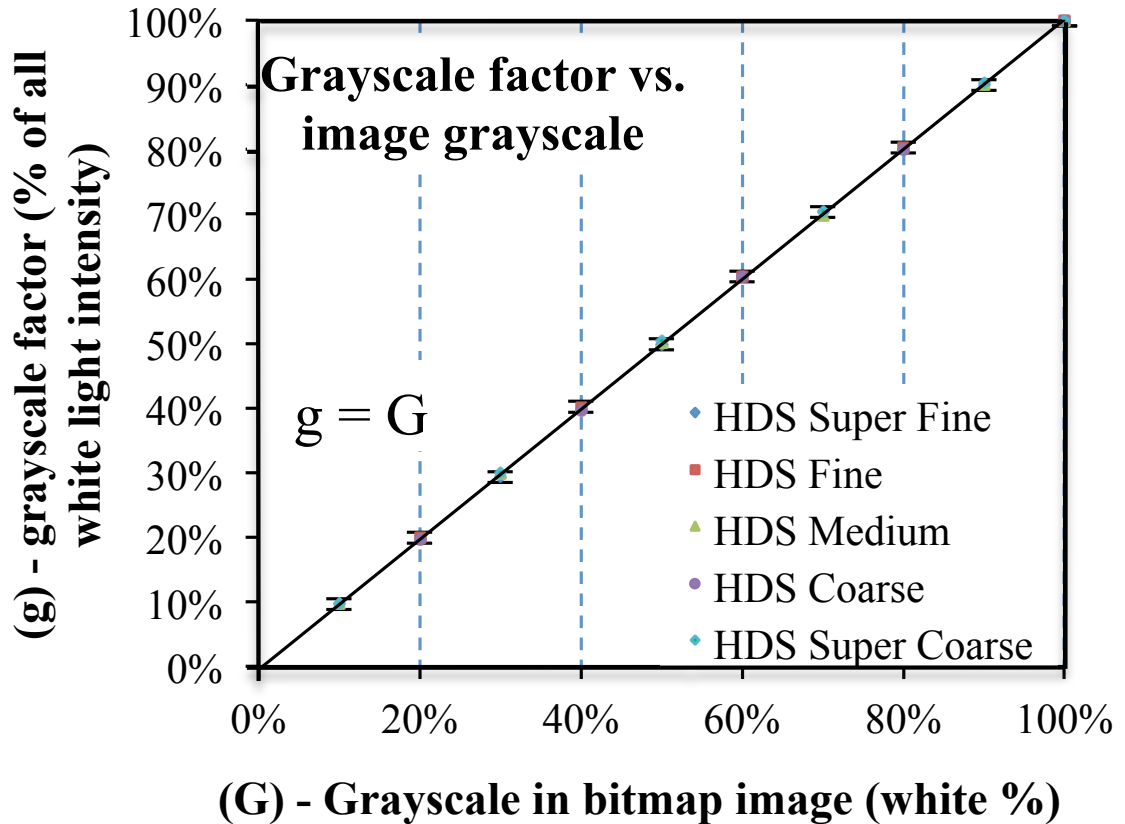 Grayscale factor vs.
image grayscale
(g) - grayscale factor (% of all
white light intensity)
100%
90%
80%
70%
60%
50%
40%
30%
20%
10%
0%
g = G
HDS Super Fine
HDS Fine
HDS Medium
HDS Coarse
HDS Super Coarse
0% 20% 40% 60% 80% 100%
(G) - Grayscale in bitmap image (white %)